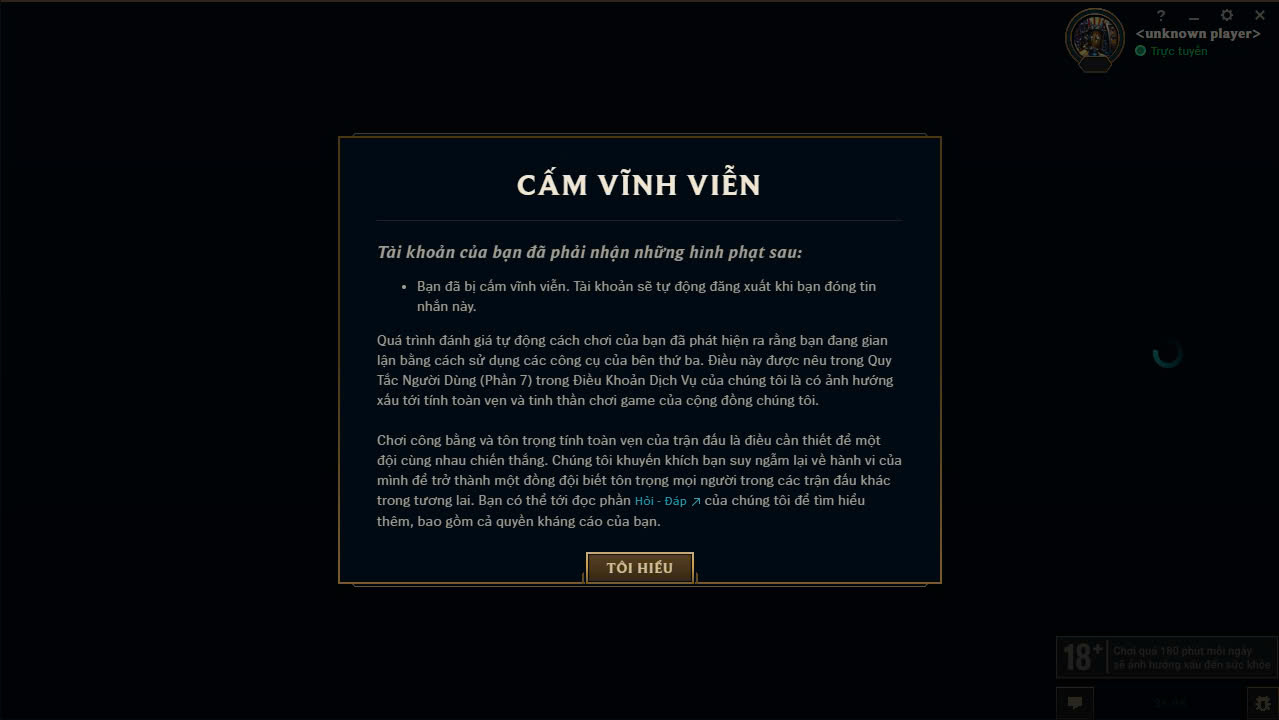 ?
<unknown player>
Trực tuyến
CẤM VĨNH VIỄN
Tài khoản của bạn đã phải nhận những hình phạt sau:
• Bạn đã bị cấm vĩnh viễn. Tài khoản sẽ tự động đăng xuất khi bạn đóng tin
nhắn này.
Quá trình đánh giá tự động cách chơi của bạn đã phát hiện ra rằng bạn đang gian
lận bằng cách sử dụng các công cụ của bên thứ ba. Điều này được nêu trong Quy
Tắc Người Dùng (Phần 7) trong Điều Khoản Dịch Vụ của chúng tôi là có ảnh hưởng
xấu tới tính toàn vẹn và tinh thần chơi game của cộng đồng chúng tôi.
Chơi công bằng và tôn trọng tính toàn vẹn của trận đấu là điều cần thiết để một
đội cùng nhau chiến thắng. Chúng tôi khuyến khích bạn suy ngẫm lại về hành vi của
mình để trở thành một đồng đội biết tôn trọng mọi người trong các trận đấu khác
trong tương lai. Bạn có thể tới đọc phần Hỏi - Đáp ↗ của chúng tôi để tìm hiểu
thêm, bao gồm cả quyền kháng cáo của bạn.
TÔI HIỂU
18+ Chơi quá 180 phút mỗi ngày
sẽ ảnh hưởng xấu đến sức khỏe